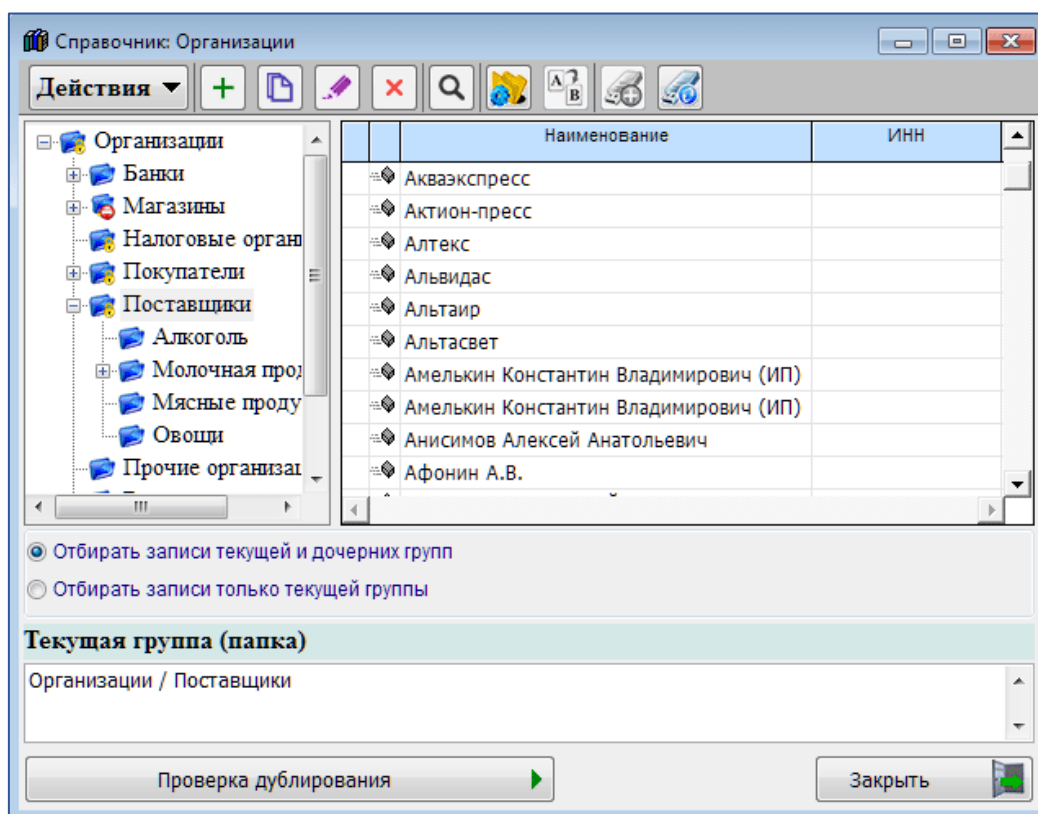 Справочник: Организации
Действия
Организации
Банки
Магазины
Налоговые орган
Покупатели
Поставщики
Алкоголь
Молочная прод
Мясные проду
Овощи
Прочие организац
Наименование ИНН
Акваэкспресс
Актион-пресс
Алтекс
Альвидас
Альтаир
Альтасвет
Амелькин Константин Владимирович (ИП)
Амелькин Константин Владимирович (ИП)
Анисимов Алексей Анатольевич
Афонин А.В.
Отбирать записи текущей и дочерних групп
Отбирать записи только текущей группы
Текущая группа (папка)
Организации / Поставщики
Проверка дублирования
Закрыть